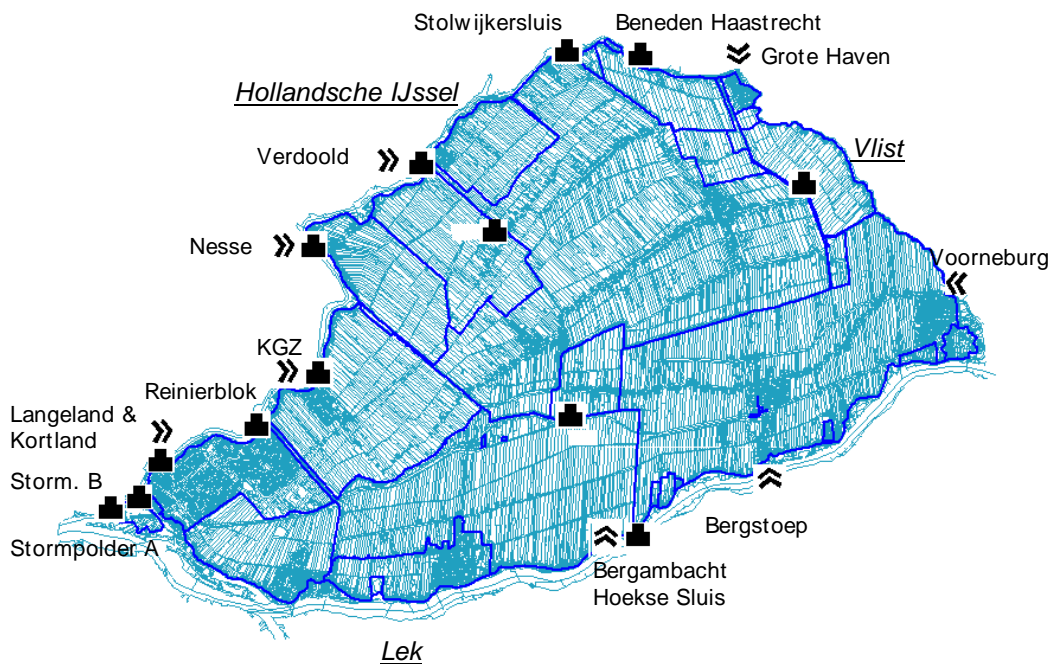 Stolwijkersluis
Beneden Haastrecht
Grote Haven
Hollandsche IJssel
Verdoold
Vlist
Nesse
Voorneburg
KGZ
Reinierblok
Langeland &
Kortland
Storm. B
Stormpolder A
Bergstoep
Bergambacht
Hoekse Sluis
Lek